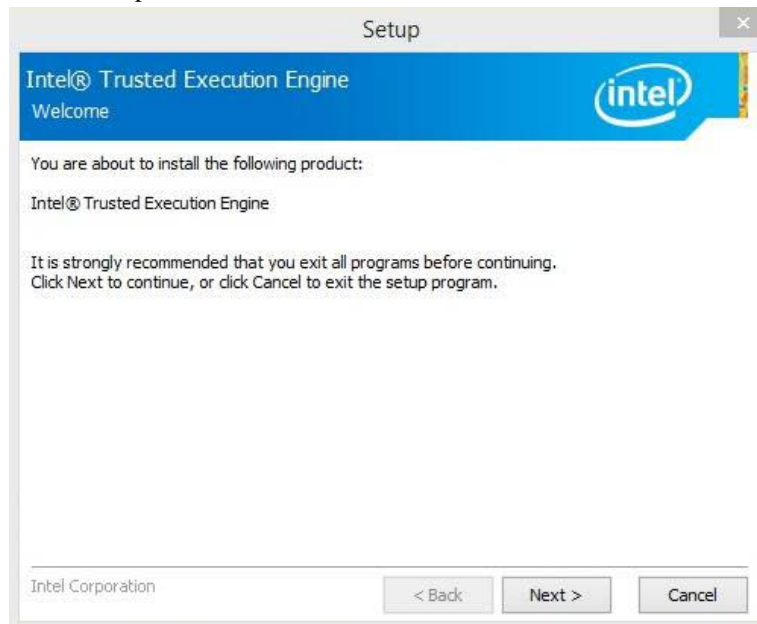 Setup
Intel® Trusted Execution Engine
Welcome
intel
You are about to install the following product:
Intel® Trusted Execution Engine
It is strongly recommended that you exit all programs before continuing.
Click Next to continue, or click Cancel to exit the setup program.
Intel Corporation
< Back Next > Cancel